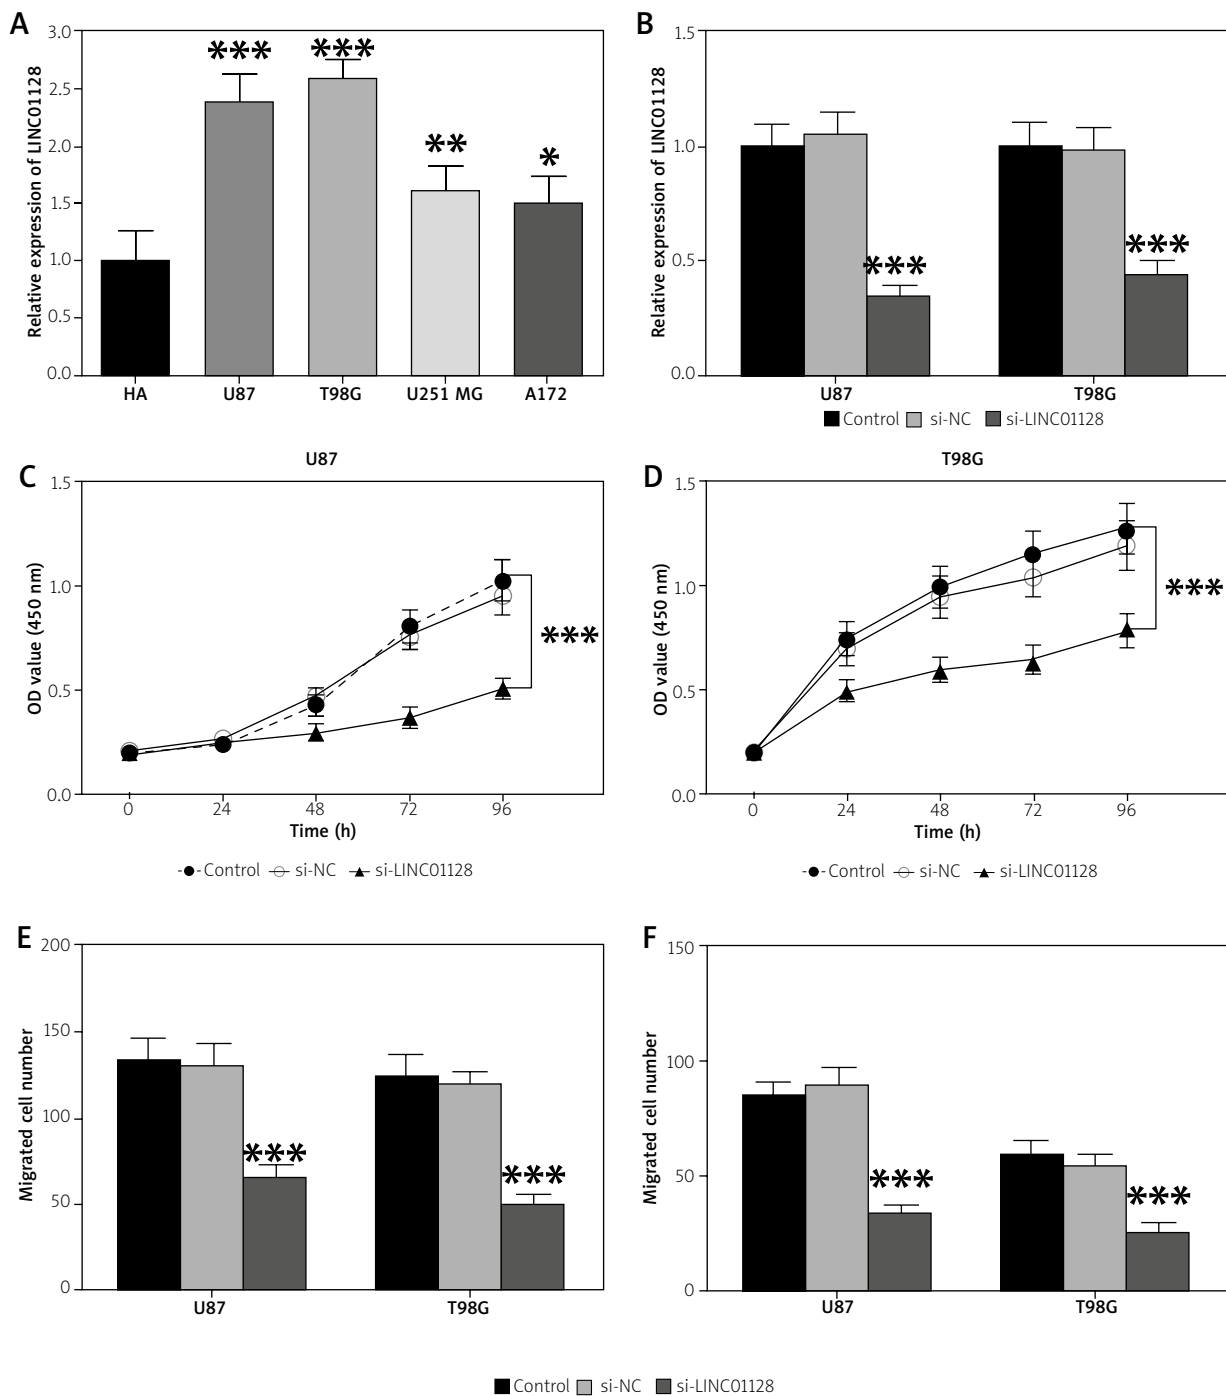 A
Relative expression of LINC01128
3.0
2.5
2.0
1.5
1.0
0.5
0.0
***
***
**
*
HA U87 T98G U251 MG A172
B
Relative expression of LINC01128
1.5
1.0
0.5
0.0
***
***
U87 T98G
Control si-NC si-LINC01128
C
U87
OD value (450 nm)
1.5
1.0
0.5
0.0
***
0 24 48 72 96
Time (h)
Control si-NC si-LINC01128
D
T98G
OD value (450 nm)
1.5
1.0
0.5
0.0
***
0 24 48 72 96
Time (h)
Control si-NC si-LINC01128
E
Migrated cell number
200
150
100
50
0
***
***
U87 T98G
F
Migrated cell number
150
100
50
0
***
***
U87 T98G
Control si-NC si-LINC01128